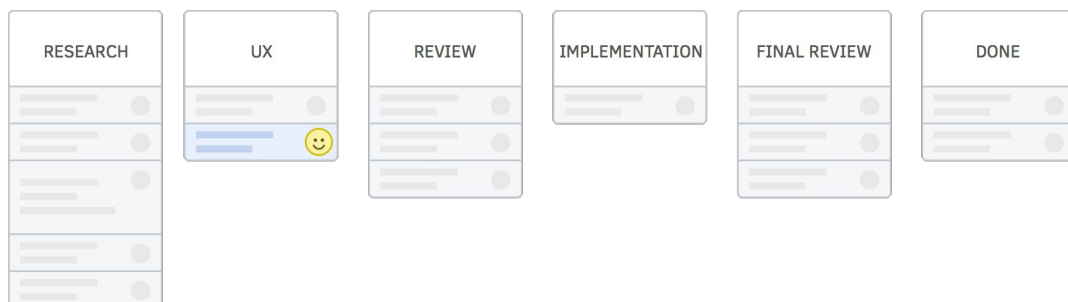 RESEARCH
UX
REVIEW
IMPLEMENTATION
FINAL REVIEW
DONE